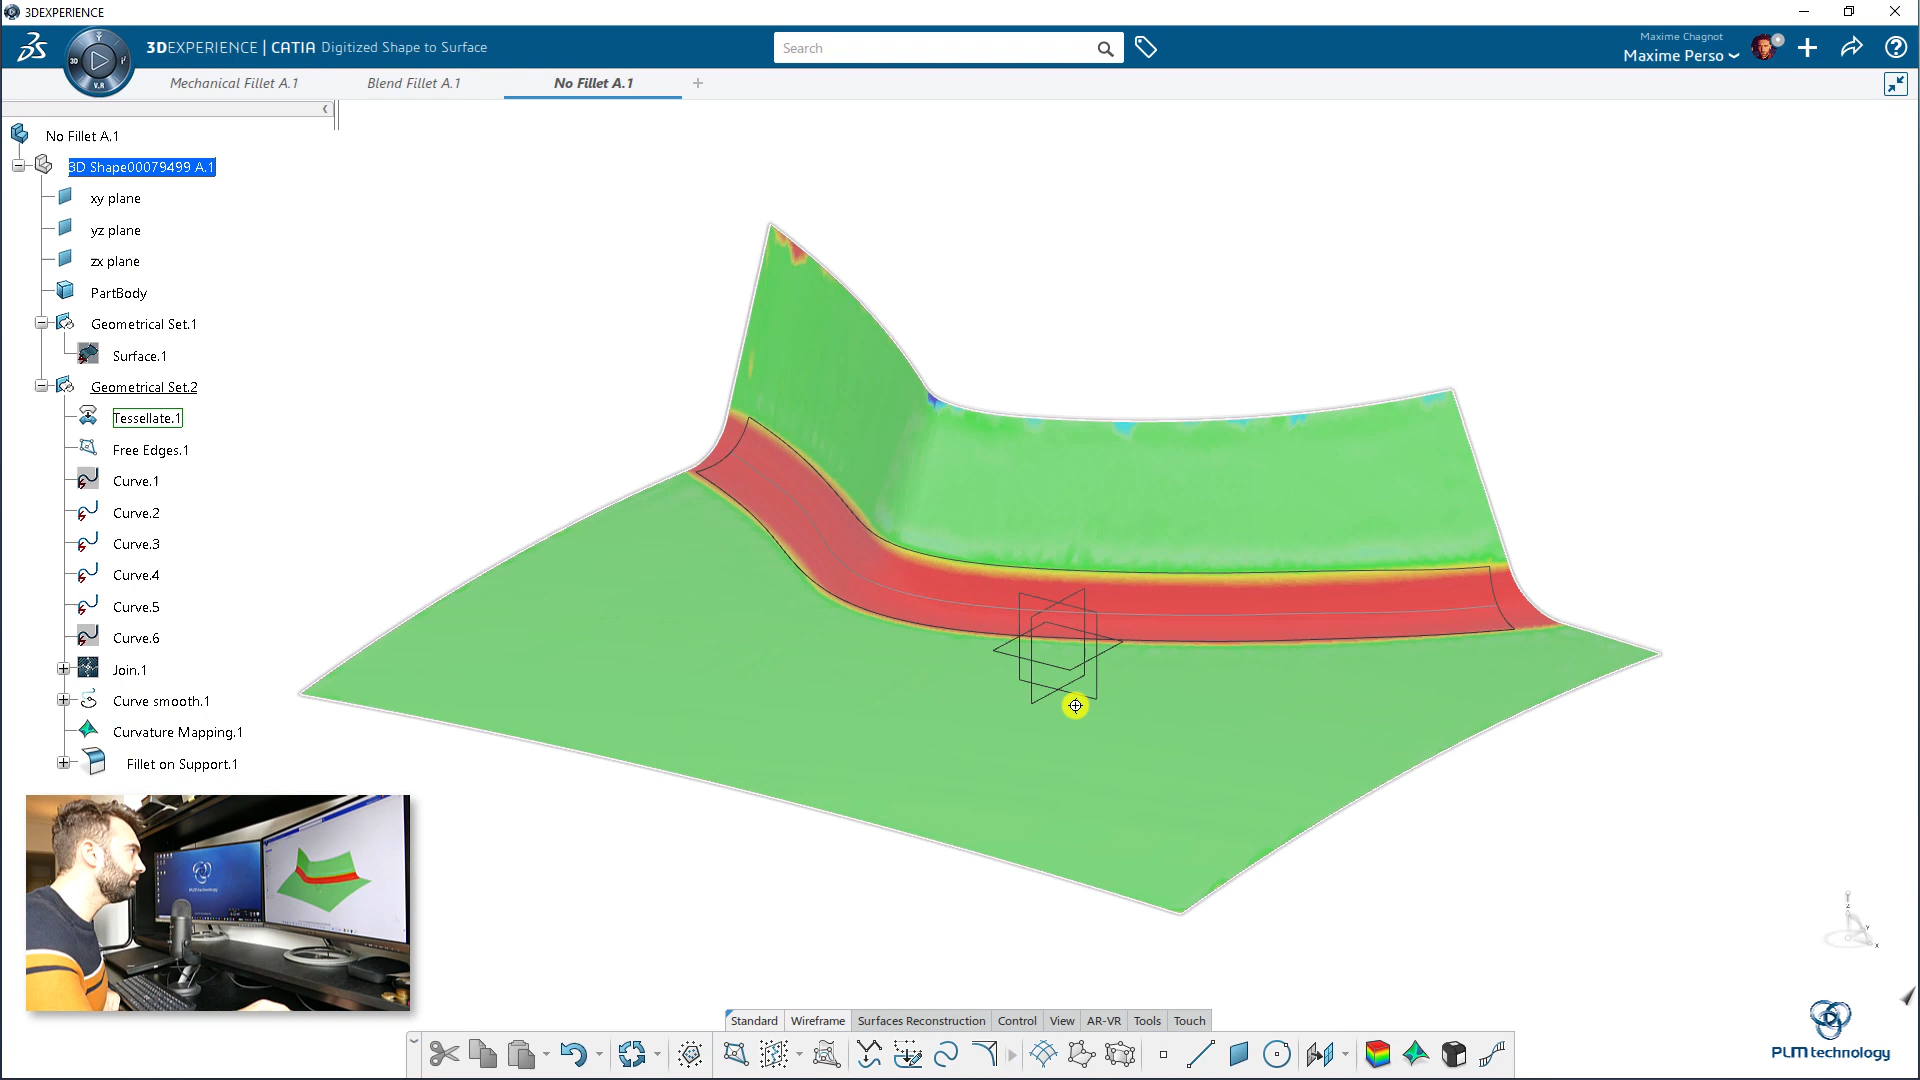 3DEXPERIENCE
3DEXPERIENCE | CATIA Digitized Shape to Surface
3D
V.R
Search
Maxime Chagnot
Maxime Perso
Mechanical Fillet A.1
Blend Fillet A.1
No Fillet A.1
No Fillet A.1
3D Shape00079499 A.1
xy plane
yz plane
zx plane
PartBody
Geometrical Set.1
Surface.1
Geometrical Set.2
Tessellate.1
Free Edges.1
Curve.1
Curve.2
Curve.3
Curve.4
Curve.5
Curve.6
Join.1
Curve smooth.1
Curvature Mapping.1
Fillet on Support.1
PLM technology
z
y
x
Standard
Wireframe
Surfaces Reconstruction
Control
View
AR-VR
Tools
Touch
PLM technology